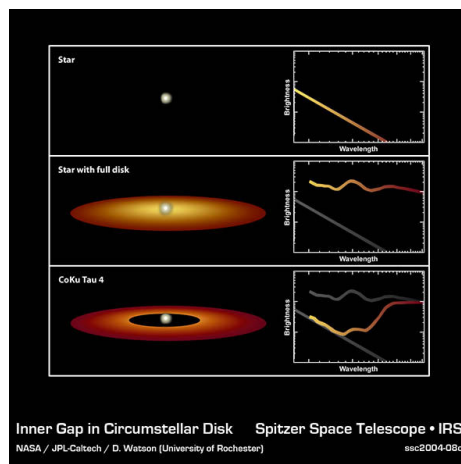 Star
Brightness
Wavelength
Star with full disk
Brightness
Wavelength
CoKu Tau 4
Brightness
Wavelength
Inner Gap in Circumstellar Disk Spitzer Space Telescope • IRS
NASA / JPL-Caltech / D. Watson (University of Rochester) ssc2004-08c